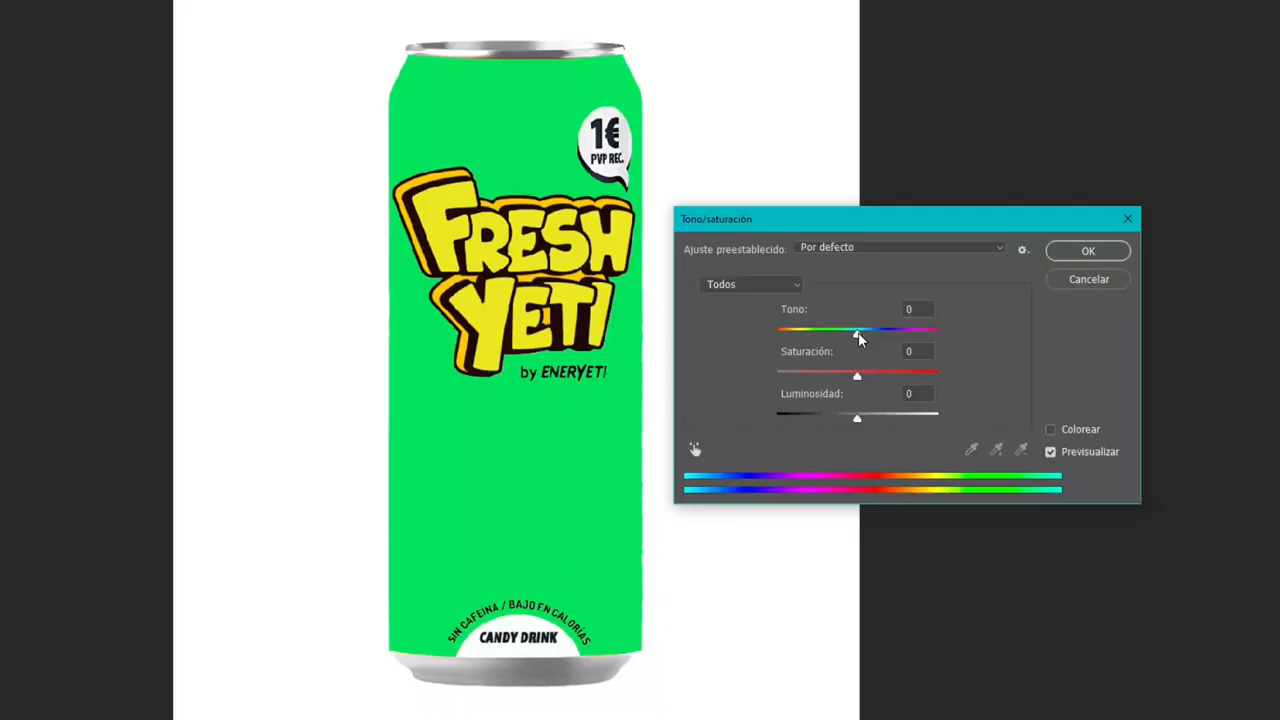 1€
PVP REC.
FRESH
YETI
by ENERYETI
SIN CAFEINA / BAJO EN CALORÍAS
CANDY DRINK
Tono/saturación
Ajuste preestablecido:
Por defecto
OK
Cancelar
Todos
Tono:
0
Saturación:
0
Luminosidad:
0
Colorear
Previsualizar